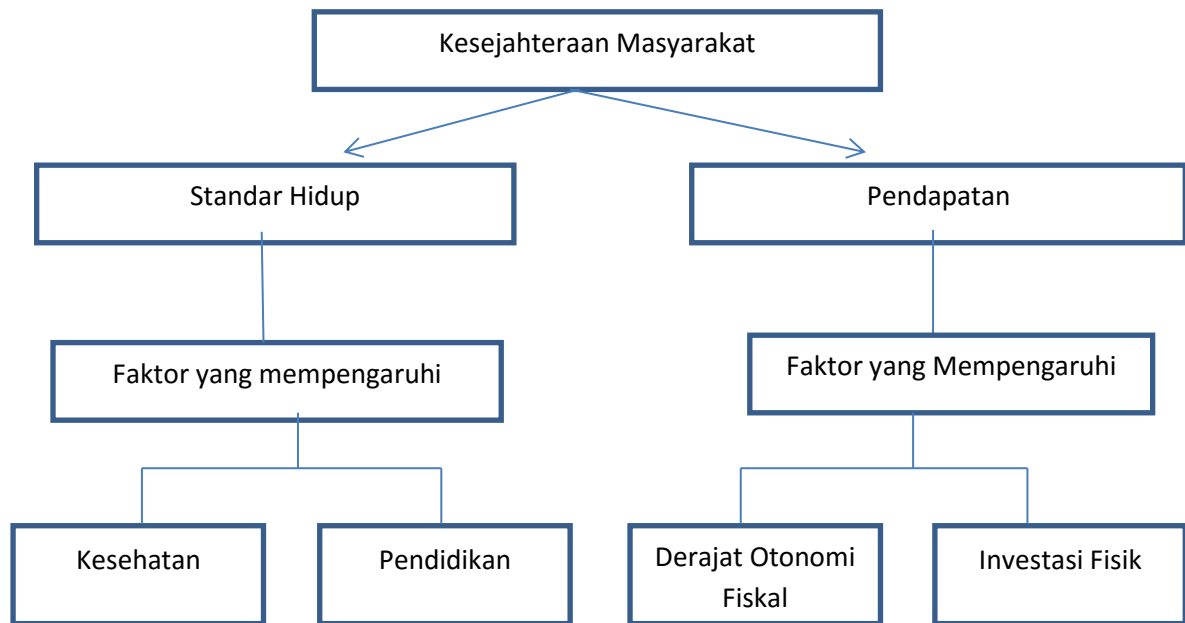 Kesejahteraan Masyarakat
Standar Hidup
Pendapatan
Faktor yang mempengaruhi
Faktor yang Mempengaruhi
Kesehatan
Pendidikan
Derajat Otonomi
Fiskal
Investasi Fisik